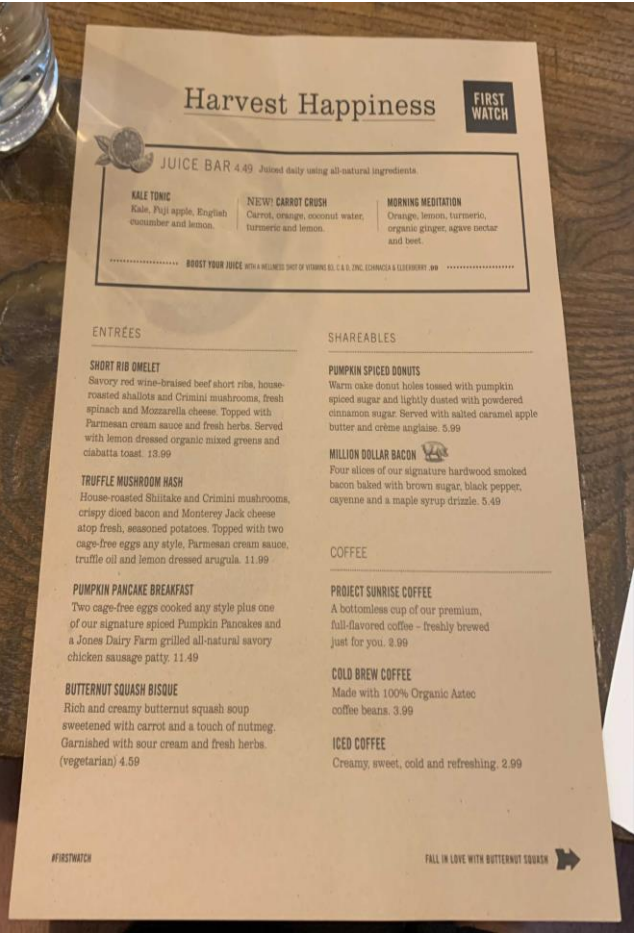 Harvest Happiness
FIRST
WATCH
JUICE BAR 4.49 Juiced daily using all-natural ingredients.
KALE TONIC
Kale, Fuji apple, English
cucumber and lemon.
NEW! CARROT CRUSH
Carrot, orange, coconut water,
turmeric and lemon.
MORNING MEDITATION
Orange, lemon, turmeric,
organic ginger, agave nectar
and beet.
BOOST YOUR JUICE WITH A WELLNESS SHOT OF VITAMINS B3, C & D, ZINC, ECHINACEA & ELDERBERRY .99
ENTRÉES
SHORT RIB OMELET
Savory red wine-braised beef short ribs, house-
roasted shallots and Crimini mushrooms, fresh
spinach and Mozzarella cheese. Topped with
Parmesan cream sauce and fresh herbs. Served
with lemon dressed organic mixed greens and
ciabatta toast. 13.99
TRUFFLE MUSHROOM HASH
House-roasted Shiitake and Crimini mushrooms,
crispy diced bacon and Monterey Jack cheese
atop fresh, seasoned potatoes. Topped with two
cage-free eggs any style, Parmesan cream sauce,
truffle oil and lemon dressed arugula. 11.99
PUMPKIN PANCAKE BREAKFAST
Two cage-free eggs cooked any style plus one
of our signature spiced Pumpkin Pancakes and
a Jones Dairy Farm grilled all-natural savory
chicken sausage patty. 11.49
BUTTERNUT SQUASH BISQUE
Rich and creamy butternut squash soup
sweetened with carrot and a touch of nutmeg.
Garnished with sour cream and fresh herbs.
(vegetarian) 4.59
SHAREABLES
PUMPKIN SPICED DONUTS
Warm cake donut holes tossed with pumpkin
spiced sugar and lightly dusted with powdered
cinnamon sugar. Served with salted caramel apple
butter and crème anglaise. 5.99
MILLION DOLLAR BACON
Four slices of our signature hardwood smoked
bacon baked with brown sugar, black pepper,
cayenne and a maple syrup drizzle. 5.49
COFFEE
PROJECT SUNRISE COFFEE
A bottomless cup of our premium,
full-flavored coffee – freshly brewed
just for you. 2.99
COLD BREW COFFEE
Made with 100% Organic Aztec
coffee beans. 3.99
ICED COFFEE
Creamy, sweet, cold and refreshing. 2.99
#FIRSTWATCH
FALL IN LOVE WITH BUTTERNUT SQUASH